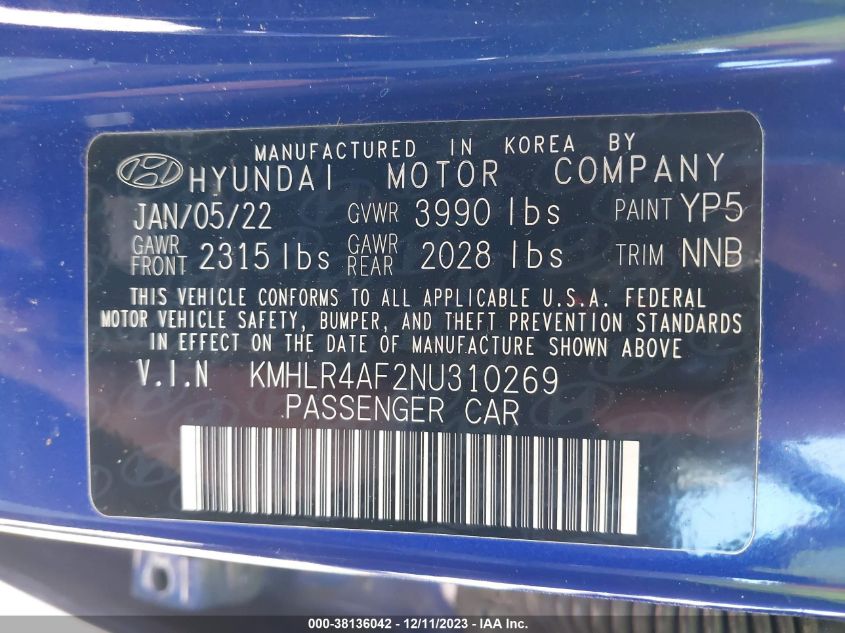 MANUFACTURED IN KOREA BY
HYUNDAI MOTOR COMPANY
JAN/05/22 GVWR 3990 lbs PAINT YP5
GAWR FRONT 2315 lbs GAWR REAR 2028 lbs TRIM NNB
THIS VEHICLE CONFORMS TO ALL APPLICABLE U.S.A. FEDERAL
MOTOR VEHICLE SAFETY, BUMPER, AND THEFT PREVENTION STANDARDS
IN EFFECT ON THE DATE OF MANUFACTURE SHOWN ABOVE
V.I.N KMHLR4AF2NU310269
PASSENGER CAR
000-38136042 - 12/11/2023 - IAA Inc.